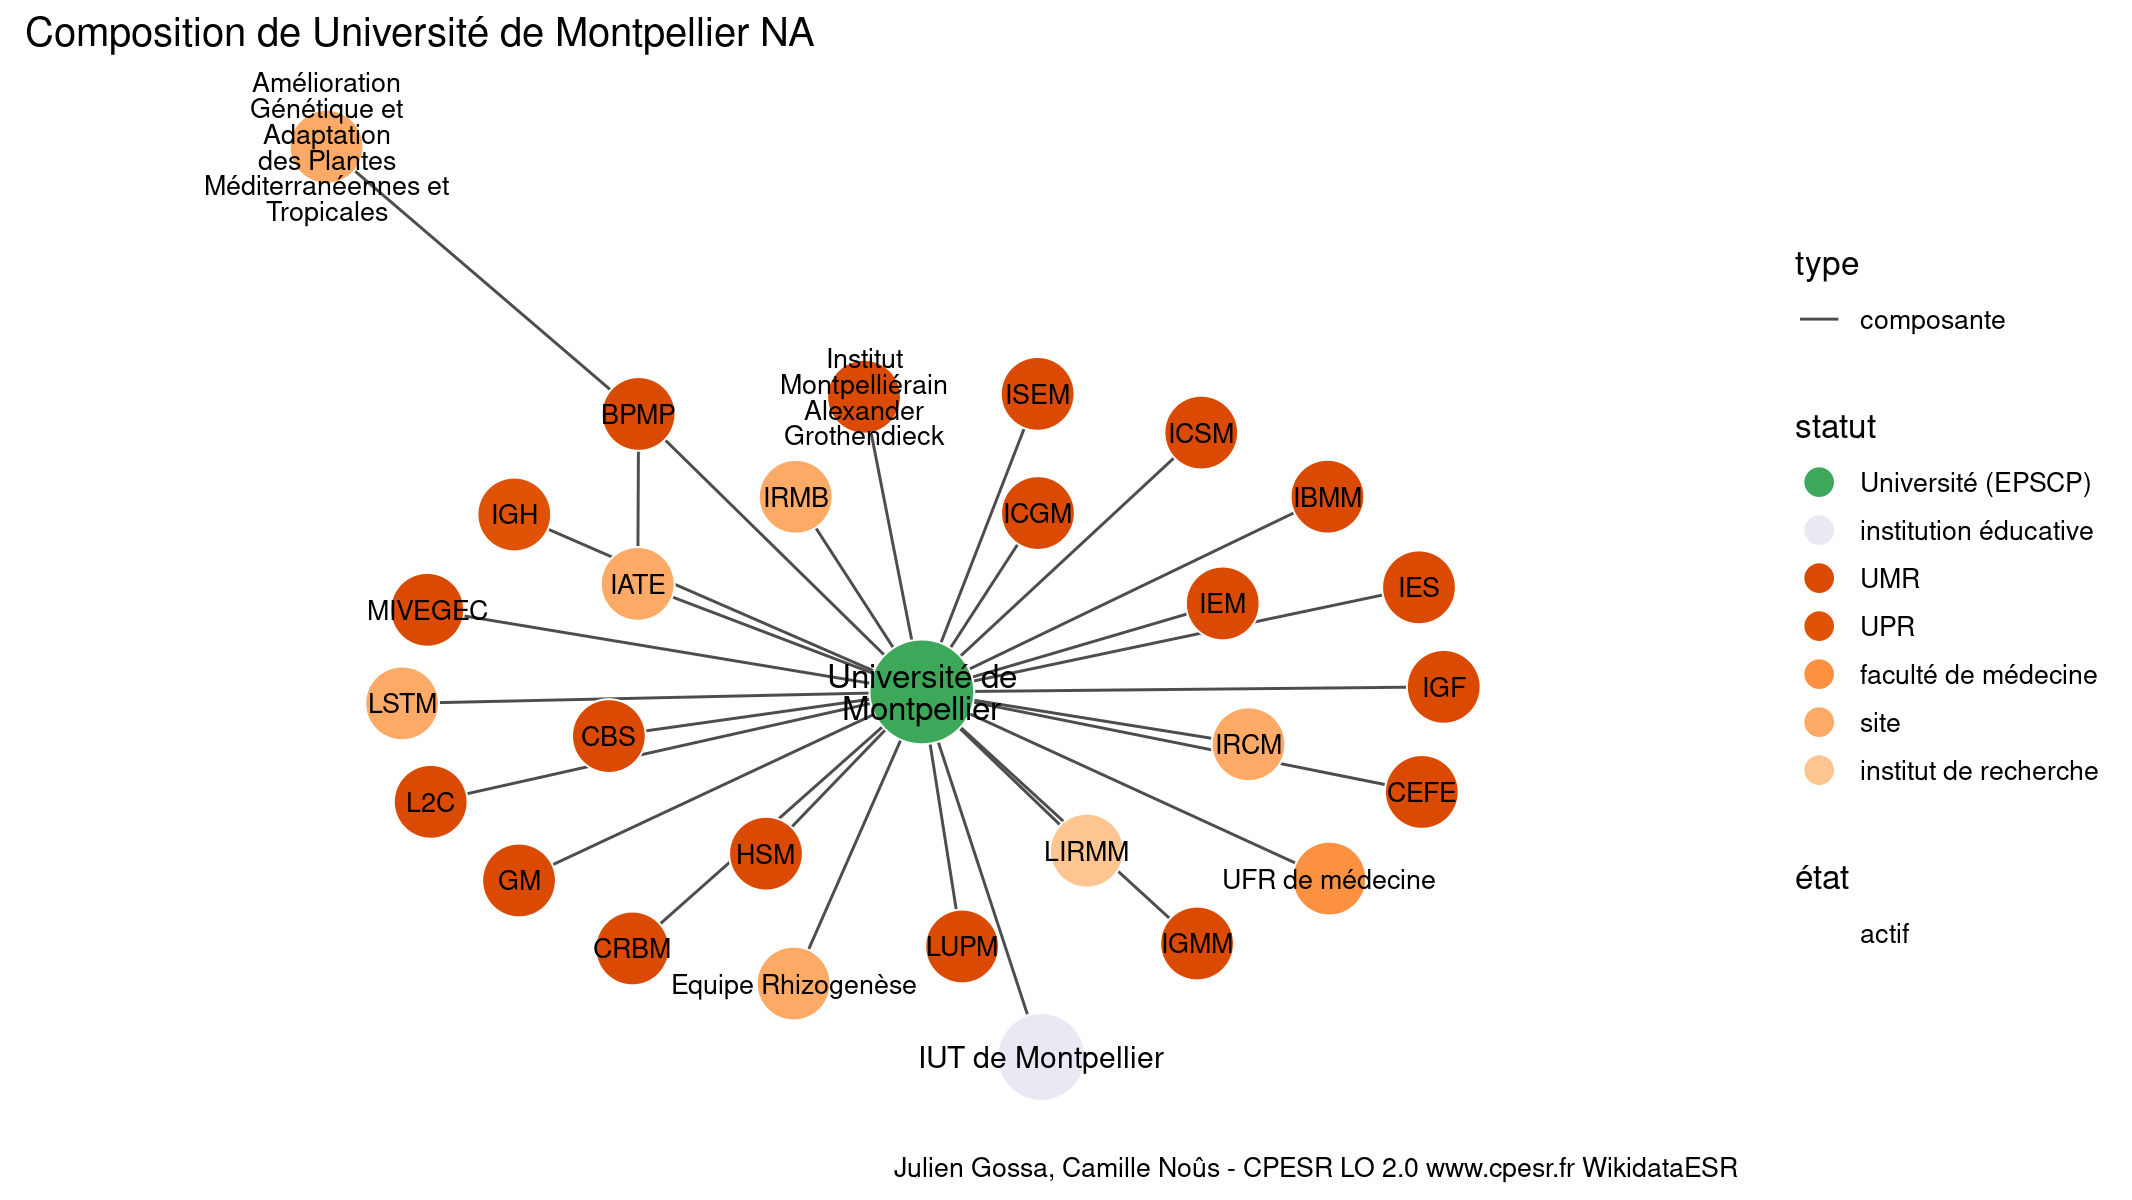 Composition de Université de Montpellier NA
Amélioration
Génétique et
Adaptation
des Plantes
Méditerranéennes et
Tropicales
BPMP
Institut
Montpelliérain
Alexander
Grothendieck
ISEM
ICSM
IRMB
ICGM
IBMM
IGH
IATE
IEM
IES
MIVEGEC
Université de
Montpellier
LSTM
IGF
CBS
IRCM
L2C
CEFE
HSM
LIRMM
GM
UFR de médecine
CRBM
LUPM
IGMM
Equipe Rhizogenèse
IUT de Montpellier
type
composante
statut
Université (EPSCP)
institution éducative
UMR
UPR
faculté de médecine
site
institut de recherche
état
actif
Julien Gossa, Camille Noûs - CPESR LO 2.0 www.cpesr.fr WikidataESR